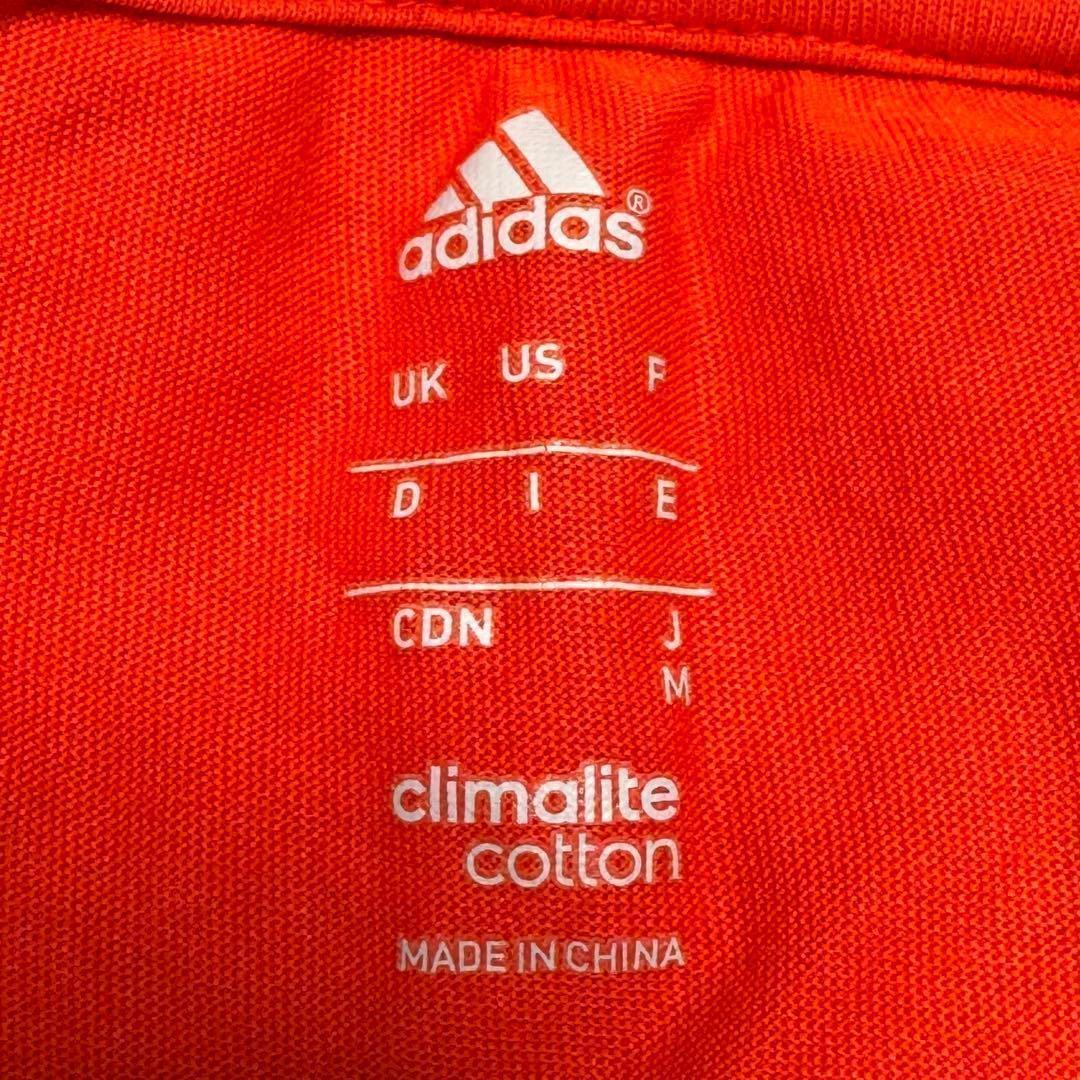 adidas®
UK US F
D I E
CDN J
M
climalite
cotton
MADE IN CHINA